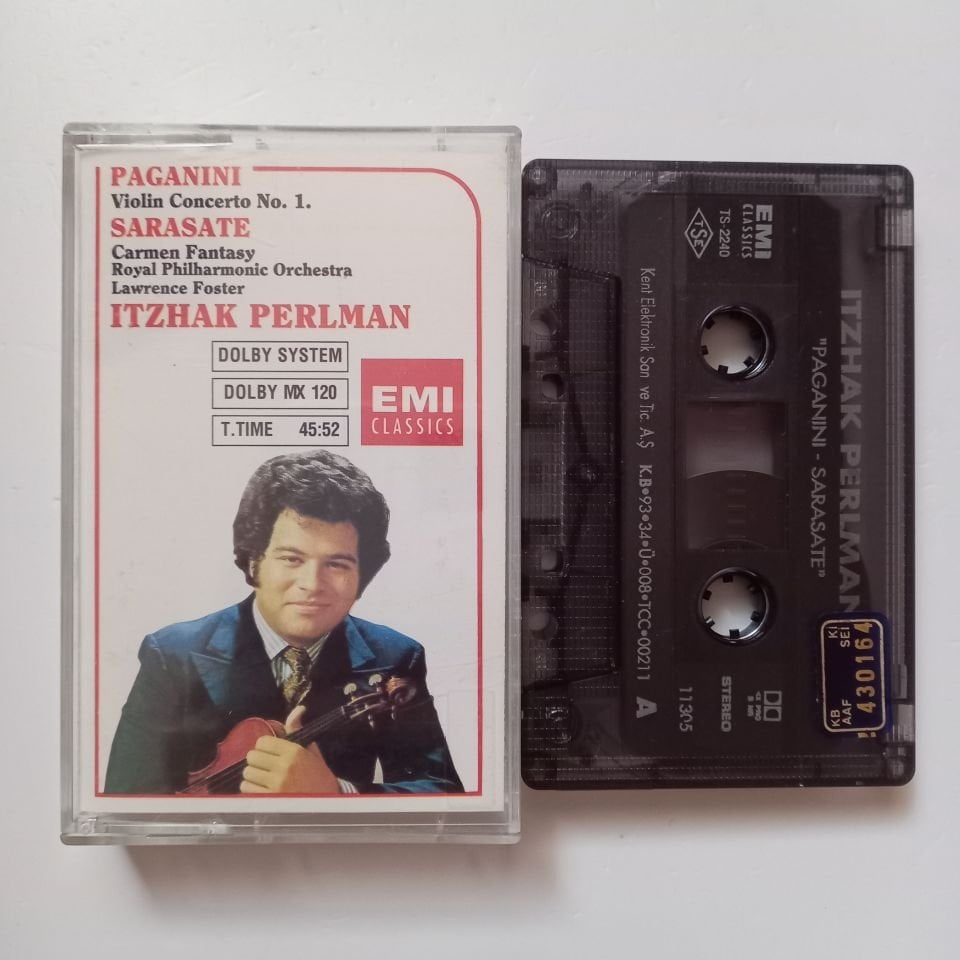 PAGANINI
Violin Concerto No. 1.
SARASATE
Carmen Fantasy
Royal Philharmonic Orchestra
Lawrence Foster
ITZHAK PERLMAN
DOLBY SYSTEM
DOLBY MX 120
T.TIME 45:52
EMI
CLASSICS
ITZHAK PERLMAN
"PAGANINI - SARASATE"
EMI
CLASSICS
TS-2240
TSE
Kent Elektronik San ve Tic. A.Ş K.B•93•34•Ü•008•TCC•00211 A
STEREO
11305
KB
AAF
KI
SEI
430164